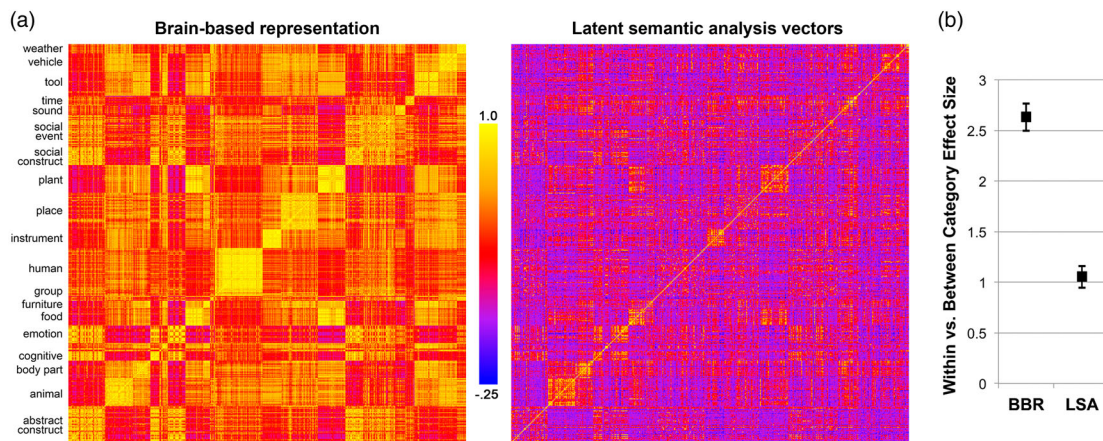 (a)
Brain-based representation
Latent semantic analysis vectors
(b)
weather
vehicle
tool
time
sound
social
event
social
construct
plant
place
instrument
human
group
furniture
food
emotion
cognitive
body part
animal
abstract
construct
1.0
-.25
Within vs. Between Category Effect Size
3
2.5
2
1.5
1
0.5
0
BBR LSA